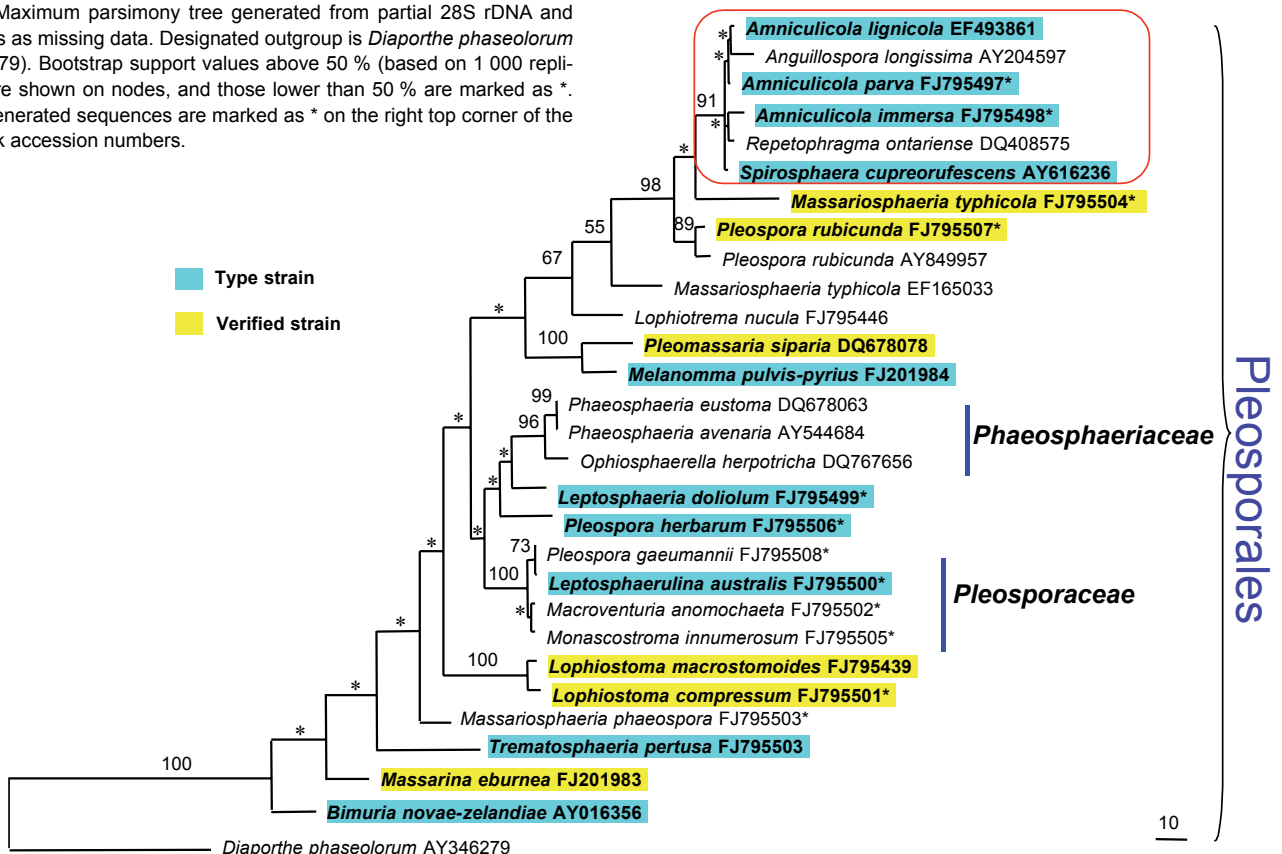 Maximum parsimony tree generated from partial 28S rDNA and
s as missing data. Designated outgroup is Diaporthe phaseolorum
79). Bootstrap support values above 50 % (based on 1 000 repli-
re shown on nodes, and those lower than 50 % are marked as *.
enerated sequences are marked as * on the right top corner of the
k accession numbers.
Type strain
Verified strain
Amniculicola lignicola EF493861
*
Anguillospora longissima AY204597
*
Amniculicola parva FJ795497*
91
Amniculicola immersa FJ795498*
*
Repetophragma ontariense DQ408575
*
Spirosphaera cupreorufescens AY616236
98
Massariosphaeria typhicola FJ795504*
89
Pleospora rubicunda FJ795507*
55
Pleospora rubicunda AY849957
67
Massariosphaeria typhicola EF165033
*
Lophiotrema nucula FJ795446
100
Pleomassaria siparia DQ678078
Melanomma pulvis-pyrius FJ201984
99
Phaeosphaeria eustoma DQ678063
*
96
Phaeosphaeria avenaria AY544684
Phaeosphaeriaceae
*
Ophiosphaerella herpotricha DQ767656
*
Leptosphaeria doliolum FJ795499*
Pleospora herbarum FJ795506*
*
*
73
Pleospora gaeumannii FJ795508*
100
Leptosphaerulina australis FJ795500*
Pleosporaceae
*
Macroventuria anomochaeta FJ795502*
*
Monascostroma innumerosum FJ795505*
100
Lophiostoma macrostomoides FJ795439
*
Lophiostoma compressum FJ795501*
Massariosphaeria phaeospora FJ795503*
*
Trematosphaeria pertusa FJ795503
100
Massarina eburnea FJ201983
Bimuria novae-zelandiae AY016356
10
Diaporthe phaseolorum AY346279
Pleosporales